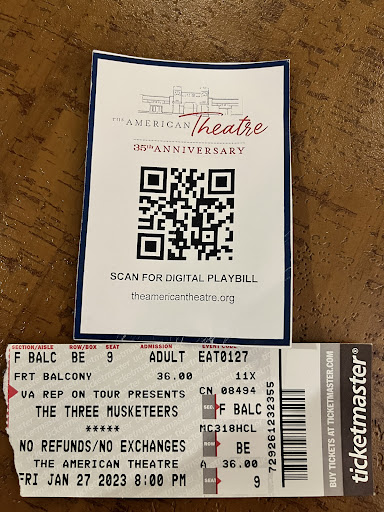 THE AMERICAN Theatre
35th ANNIVERSARY
SCAN FOR DIGITAL PLAYBILL
theamericantheatre.org
SECTION/AISLE ROW/BOX SEAT ADMISSION EVENT CODE
F BALC BE 9 ADULT EAT0127
FRT BALCONY 36.00 11X
VA REP ON TOUR PRESENTS CN 08494
THE THREE MUSKETEERS SEC. F BALC
***** MC318HCL
NO REFUNDS/NO EXCHANGES ROW BE
THE AMERICAN THEATRE A 36.00
FRI JAN 27 2023 8:00 PM SEAT 9
729261232355
BUY TICKETS AT TICKETMASTER.COM
ticketmaster®